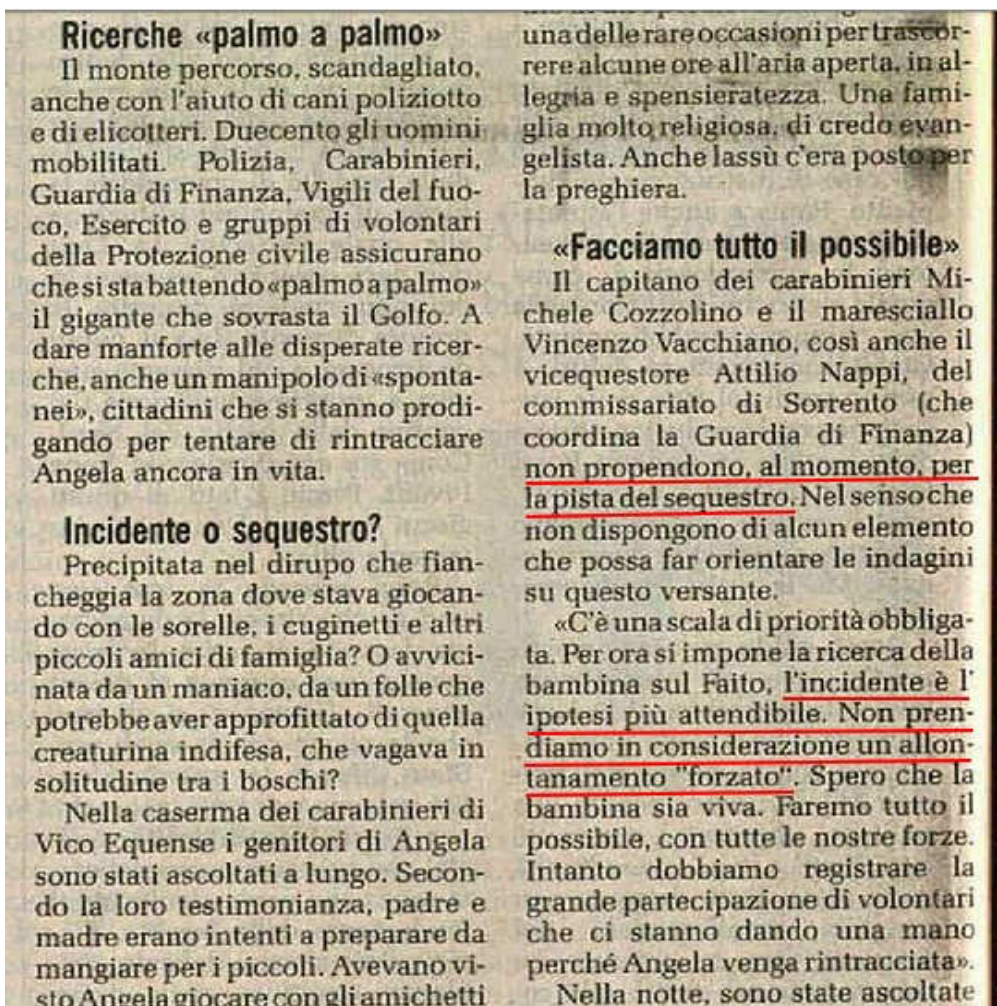 Ricerche «palmo a palmo»
Il monte percorso, scandagliato,
anche con l'aiuto di cani poliziotto
e di elicotteri. Duecento gli uomini
mobilitati. Polizia, Carabinieri,
Guardia di Finanza, Vigili del fuo-
co, Esercito e gruppi di volontari
della Protezione civile assicurano
che si sta battendo «palmo a palmo»
il gigante che sovrasta il Golfo. A
dare manforte alle disperate ricer-
che, anche un manipolo di «sponta-
nei», cittadini che si stanno prodi-
gando per tentare di rintracciare
Angela ancora in vita.
Incidente o sequestro?
Precipitata nel dirupo che fian-
cheggia la zona dove stava giocan-
do con le sorelle, i cuginetti e altri
piccoli amici di famiglia? O avvici-
nata da un maniaco, da un folle che
potrebbe aver approfittato di quella
creaturina indifesa, che vagava in
solitudine tra i boschi?
Nella caserma dei carabinieri di
Vico Equense i genitori di Angela
sono stati ascoltati a lungo. Secon-
do la loro testimonianza, padre e
madre erano intenti a preparare da
mangiare per i piccoli. Avevano vi-
sto Angela giocare con gli amichetti
una delle rare occasioni per trascor-
rere alcune ore all'aria aperta, in al-
legria e spensieratezza. Una fami-
glia molto religiosa, di credo evan-
gelista. Anche lassù c'era posto per
la preghiera.
«Facciamo tutto il possibile»
Il capitano dei carabinieri Mi-
chele Cozzolino e il maresciallo
Vincenzo Vacchiano, così anche il
vicequestore Attilio Nappi, del
commissariato di Sorrento (che
coordina la Guardia di Finanza)
non propendono, al momento, per
la pista del sequestro. Nel senso che
non dispongono di alcun elemento
che possa far orientare le indagini
su questo versante.
«C'è una scala di priorità obbliga-
ta. Per ora si impone la ricerca della
bambina sul Faito, l'incidente è l'
ipotesi più attendibile. Non pren-
diamo in considerazione un allon-
tanamento "forzato". Spero che la
bambina sia viva. Faremo tutto il
possibile, con tutte le nostre forze.
Intanto dobbiamo registrare la
grande partecipazione di volontari
che ci stanno dando una mano
perché Angela venga rintracciata».
Nella notte, sono state ascoltate